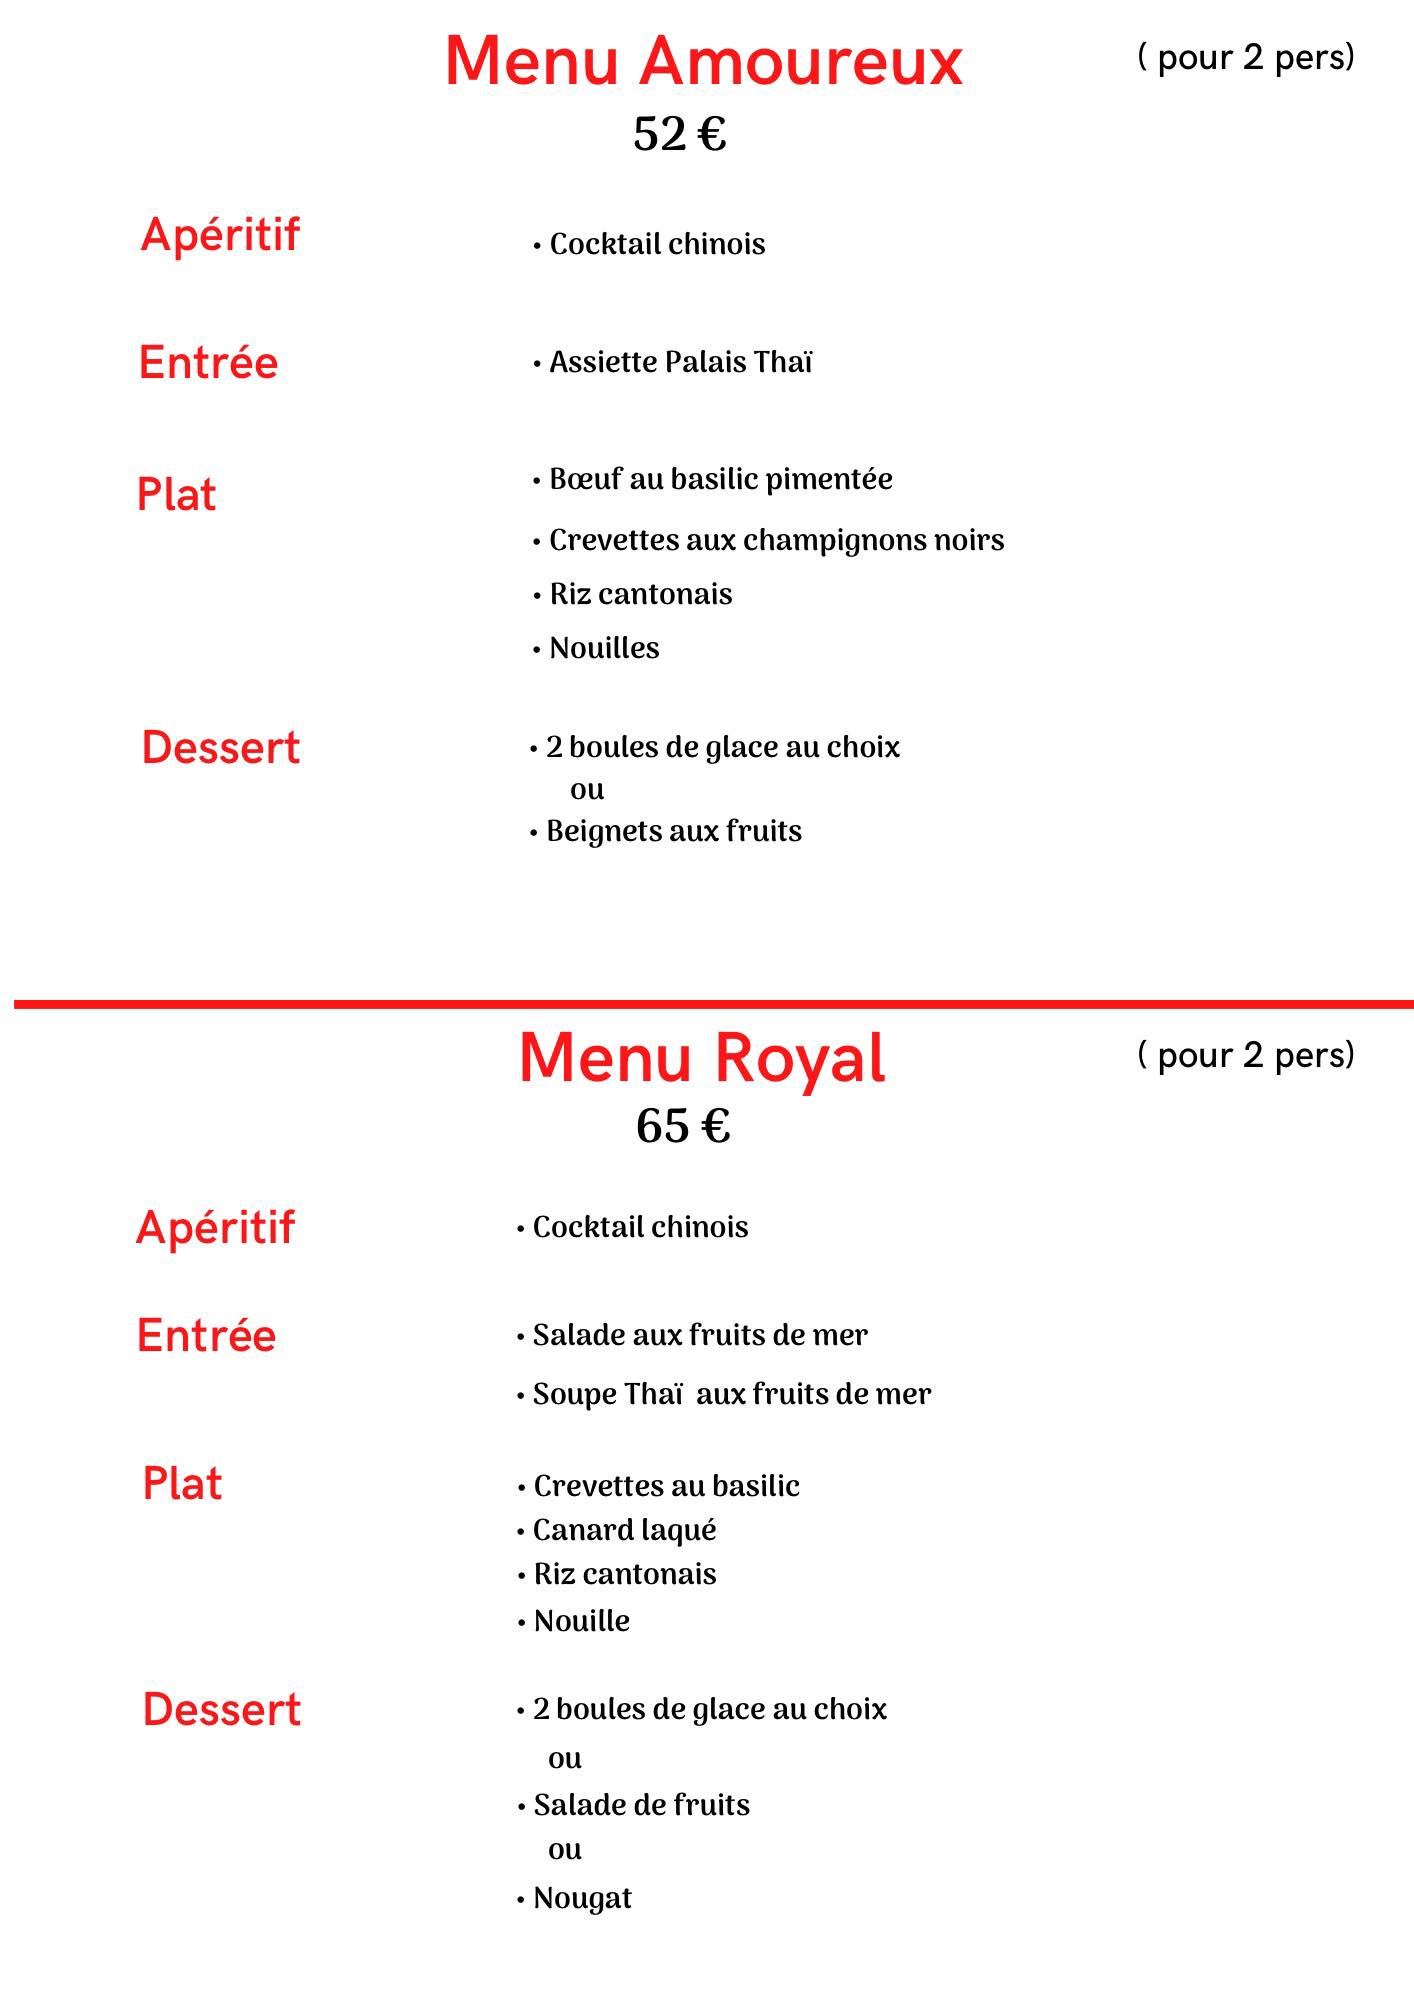 Menu Amoureux ( pour 2 pers)
52 €
Apéritif • Cocktail chinois
Entrée • Assiette Palais Thaï
Plat • Bœuf au basilic pimentée
• Crevettes aux champignons noirs
• Riz cantonais
• Nouilles
Dessert • 2 boules de glace au choix
ou
• Beignets aux fruits
Menu Royal ( pour 2 pers)
65 €
Apéritif • Cocktail chinois
Entrée • Salade aux fruits de mer
• Soupe Thaï aux fruits de mer
Plat • Crevettes au basilic
• Canard laqué
• Riz cantonais
• Nouille
Dessert • 2 boules de glace au choix
ou
• Salade de fruits
ou
• Nougat